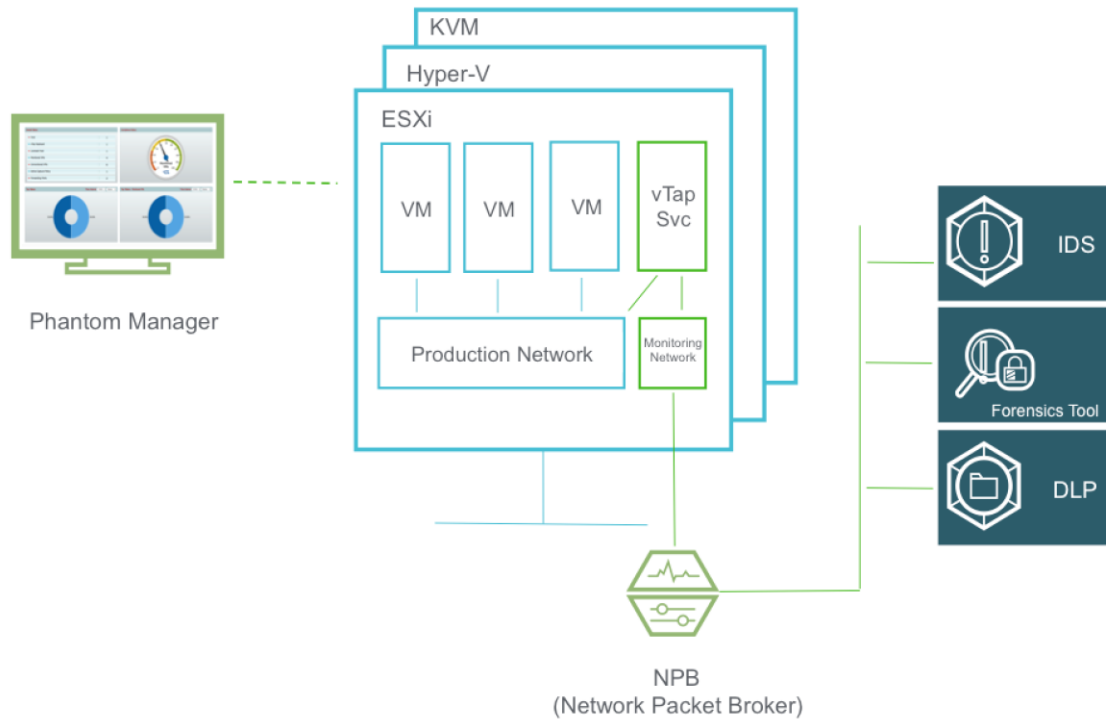 KVM
Hyper-V
ESXi
VM
VM
VM
vTap
Svc
Production Network
Monitoring
Network
Phantom Manager
IDS
Forensics Tool
DLP
NPB
(Network Packet Broker)